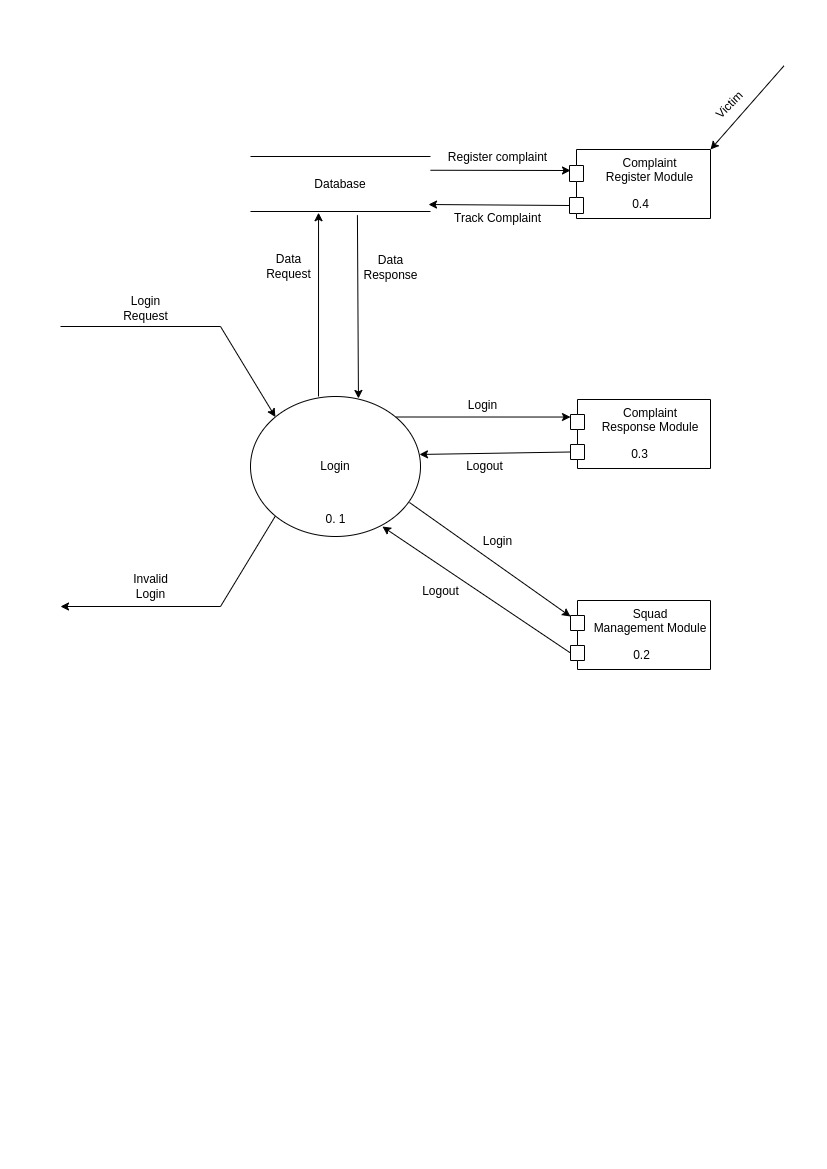 Victim
Register complaint
Complaint
Register Module
0.4
Database
Track Complaint
Data
Request
Data
Response
Login
Request
Login
Complaint
Response Module
0.3
Logout
Login
0. 1
Login
Invalid
Login
Logout
Squad
Management Module
0.2